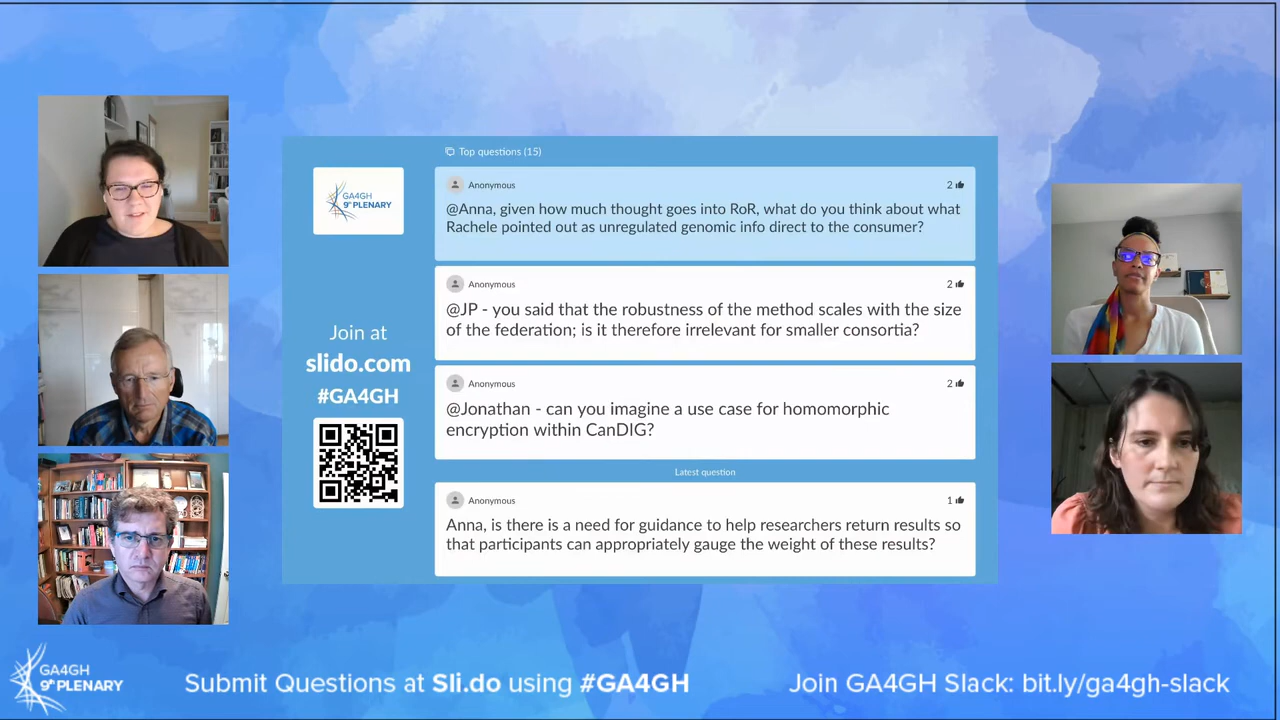 Top questions (15)
GA4GH
9th PLENARY
Anonymous
2
@Anna, given how much thought goes into RoR, what do you think about what
Rachele pointed out as unregulated genomic info direct to the consumer?
Anonymous
2
@JP - you said that the robustness of the method scales with the size
of the federation; is it therefore irrelevant for smaller consortia?
Join at
slido.com
#GA4GH
Anonymous
2
@Jonathan - can you imagine a use case for homomorphic
encryption within CanDIG?
Latest question
Anonymous
1
Anna, is there is a need for guidance to help researchers return results so
that participants can appropriately gauge the weight of these results?
GA4GH
9th PLENARY
Submit Questions at Sli.do using #GA4GH
Join GA4GH Slack: bit.ly/ga4gh-slack